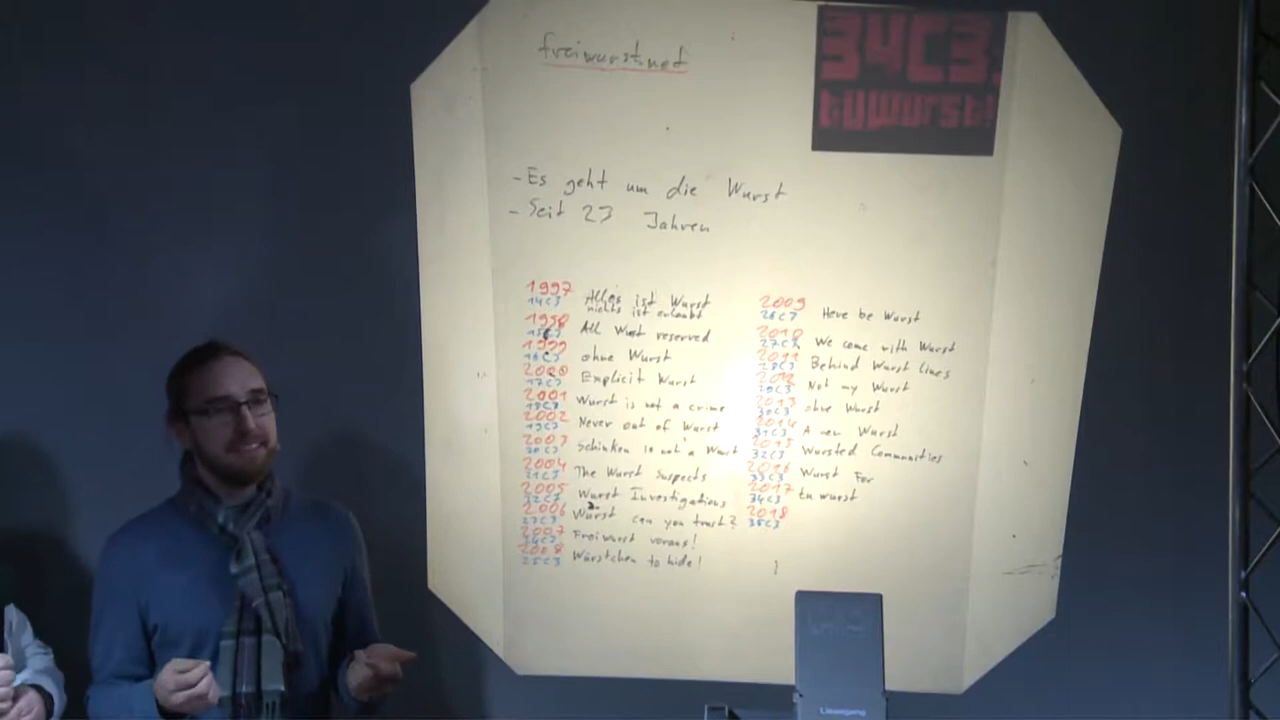 freiwurst.net
34C3:
tuwurst!
- Es geht um die Wurst
- Seit 23 Jahren
1997
14C3 Alles ist Wurst
nichts ist erlaubt
1998
15C3 All Wurst reserved
1999
16C3 ohne Wurst
2000
17C3 Explicit Wurst
2001
18C3 Wurst is not a crime
2002
19C3 Never out of Wurst
2003
20C3 Schinken is not a Wurst
2004
21C3 The Wurst Suspects
2005
22C3 Wurst Investigations
2006
23C3 Wurst can you trust?
2007
24C3 Freiwurst voraus!
2008
25C3 Würstchen to hide!
2009
26C3 Here be Wurst
2010
27C3 We come with Wurst
2011
28C3 Behind Wurst Lines
2012
29C3 Not my Wurst
2013
30C3 ohne Wurst
2014
31C3 A new Wurst
2015
32C3 Wursted Communities
2016
33C3 Wurst For
2017
34C3 tu wurst
2018
35C3
Liesegang